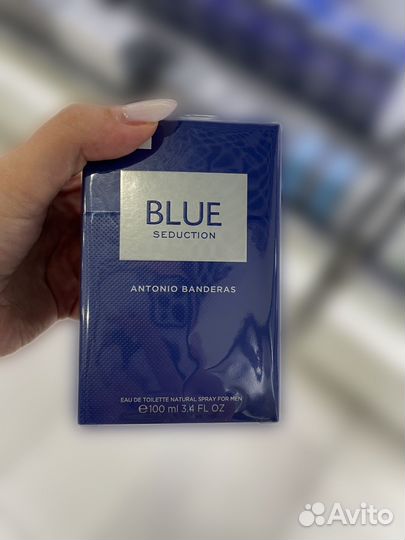 BLUE
SEDUCTION
ANTONIO BANDERAS
EAU DE TOILETTE NATURAL SPRAY FOR MEN
℮100 ml 3.4 FL OZ
Avito